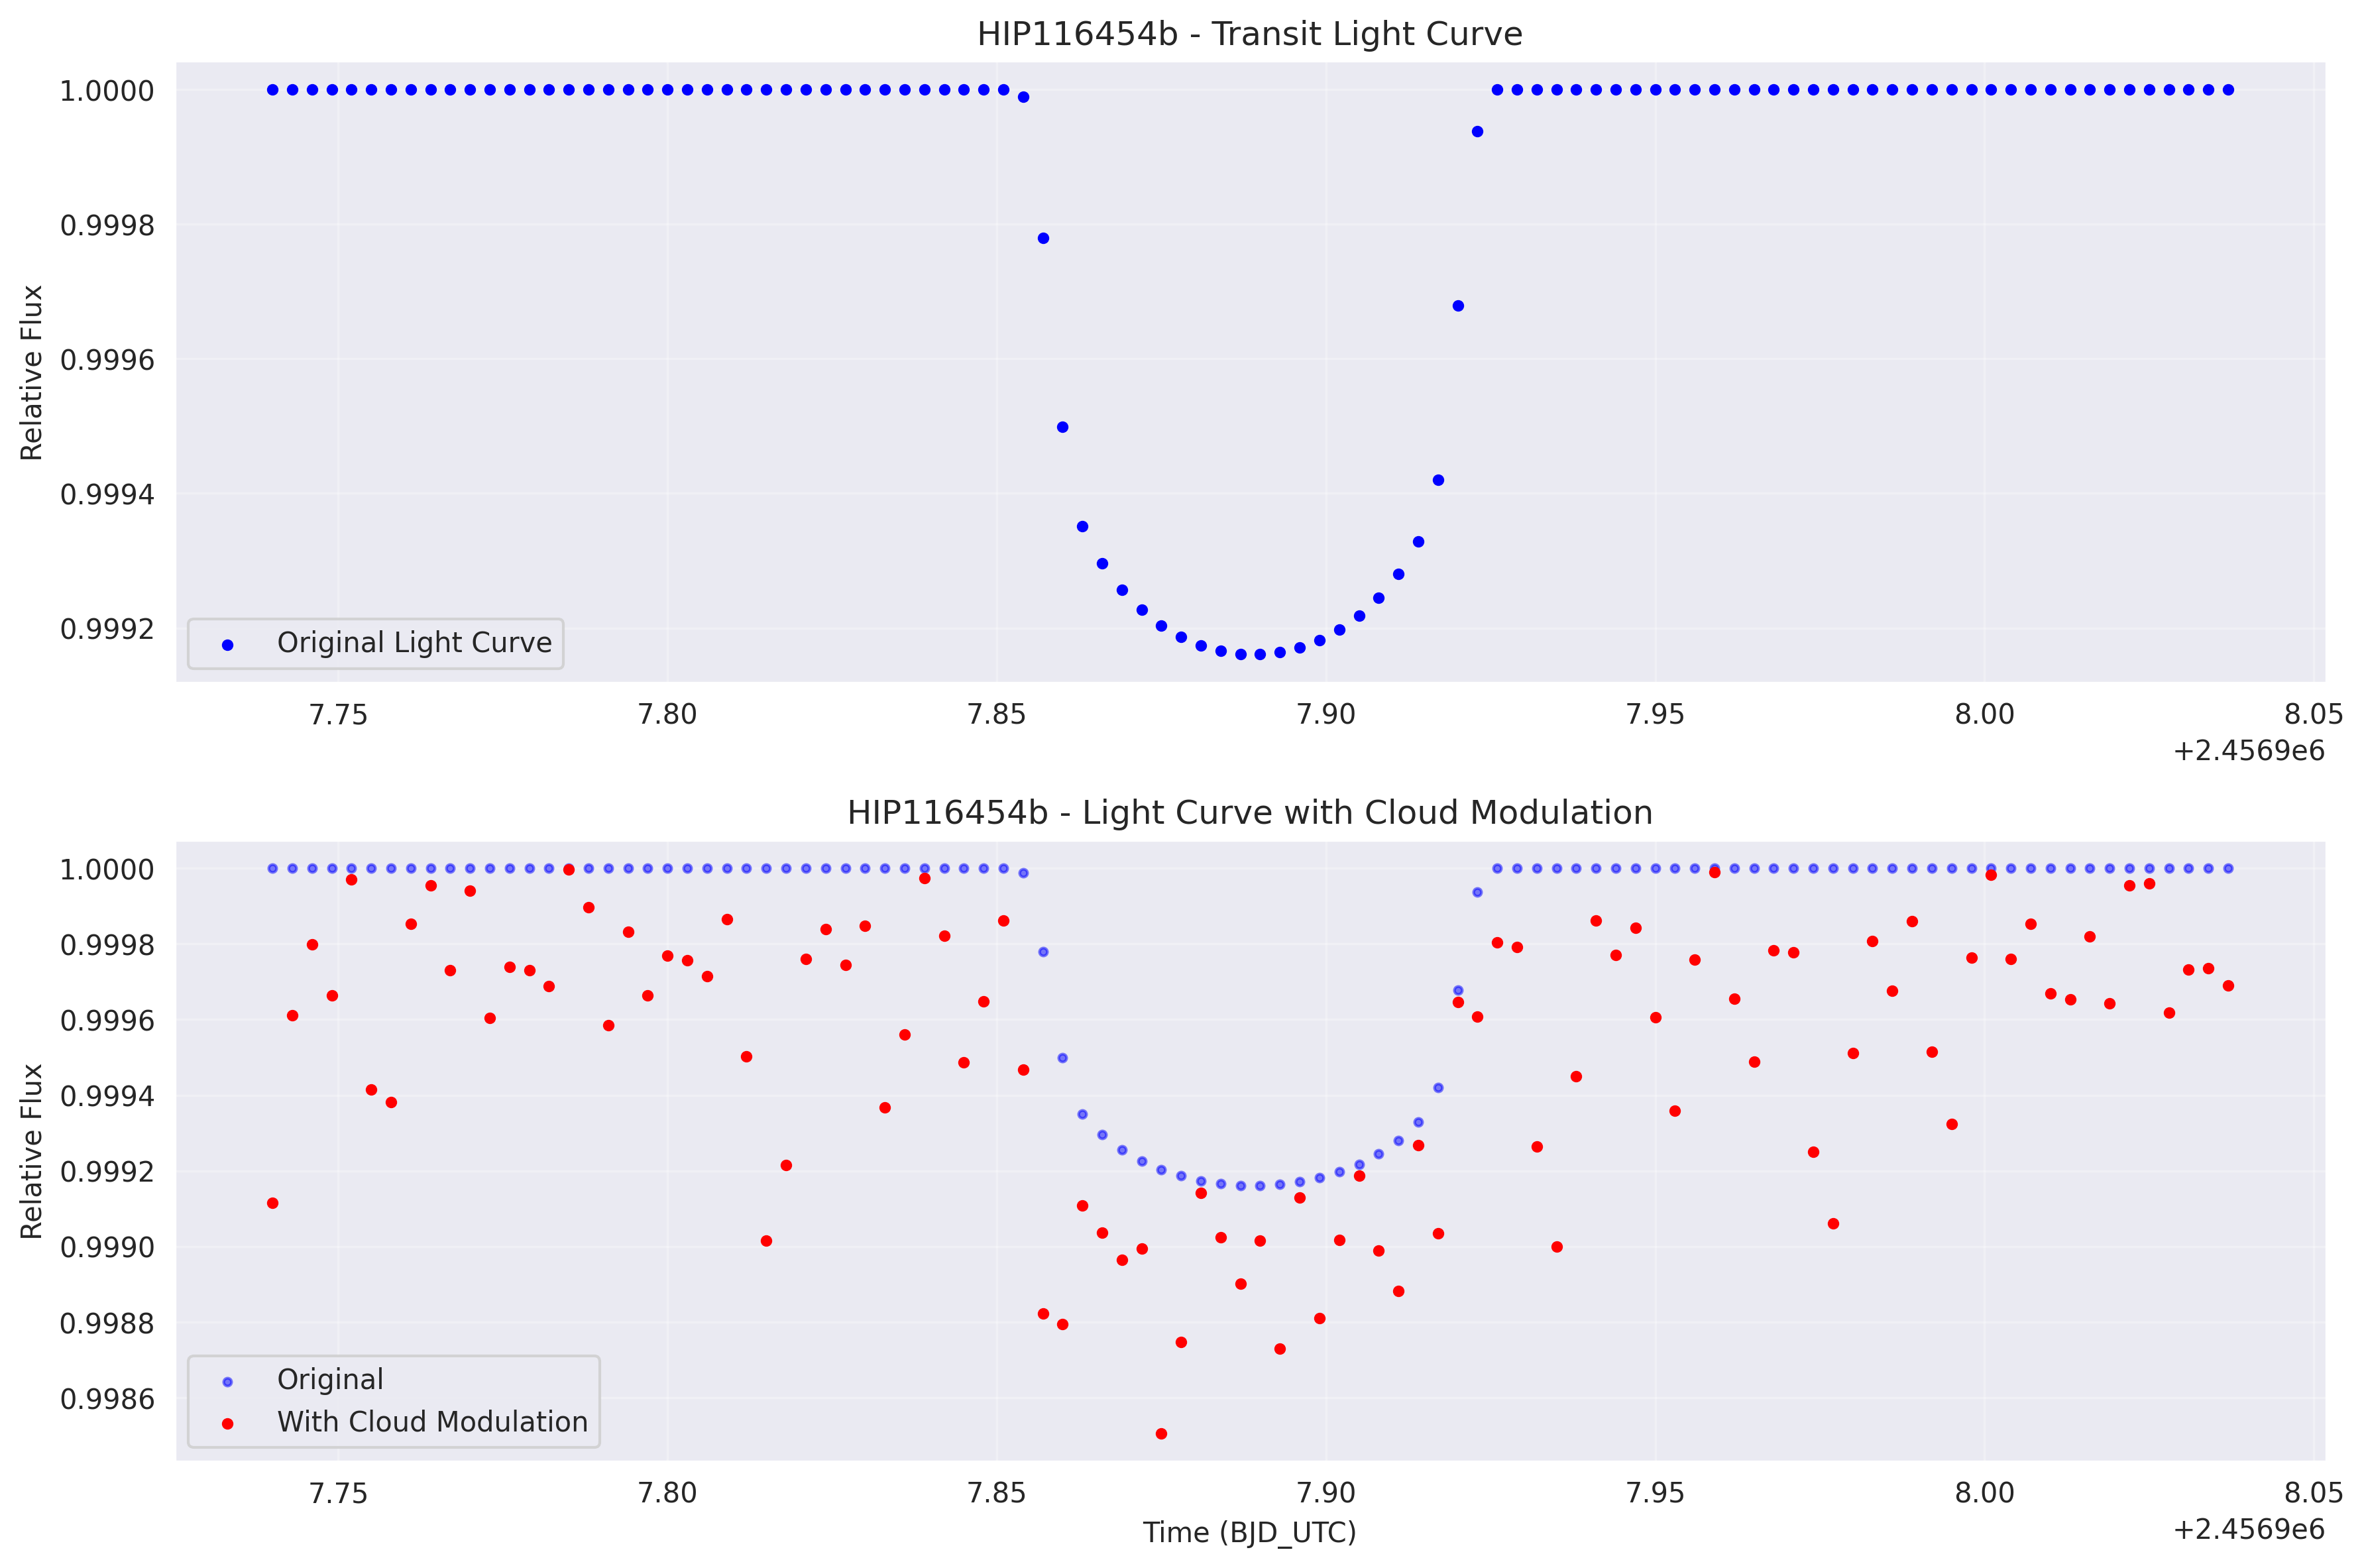 HIP116454b - Transit Light Curve
Relative Flux
1.0000
0.9998
0.9996
0.9994
0.9992
Original Light Curve
7.75 7.80 7.85 7.90 7.95 8.00 8.05
+2.4569e6
HIP116454b - Light Curve with Cloud Modulation
Relative Flux
1.0000
0.9998
0.9996
0.9994
0.9992
0.9990
0.9988
0.9986
Original
With Cloud Modulation
7.75 7.80 7.85 7.90 7.95 8.00 8.05
Time (BJD_UTC)
+2.4569e6